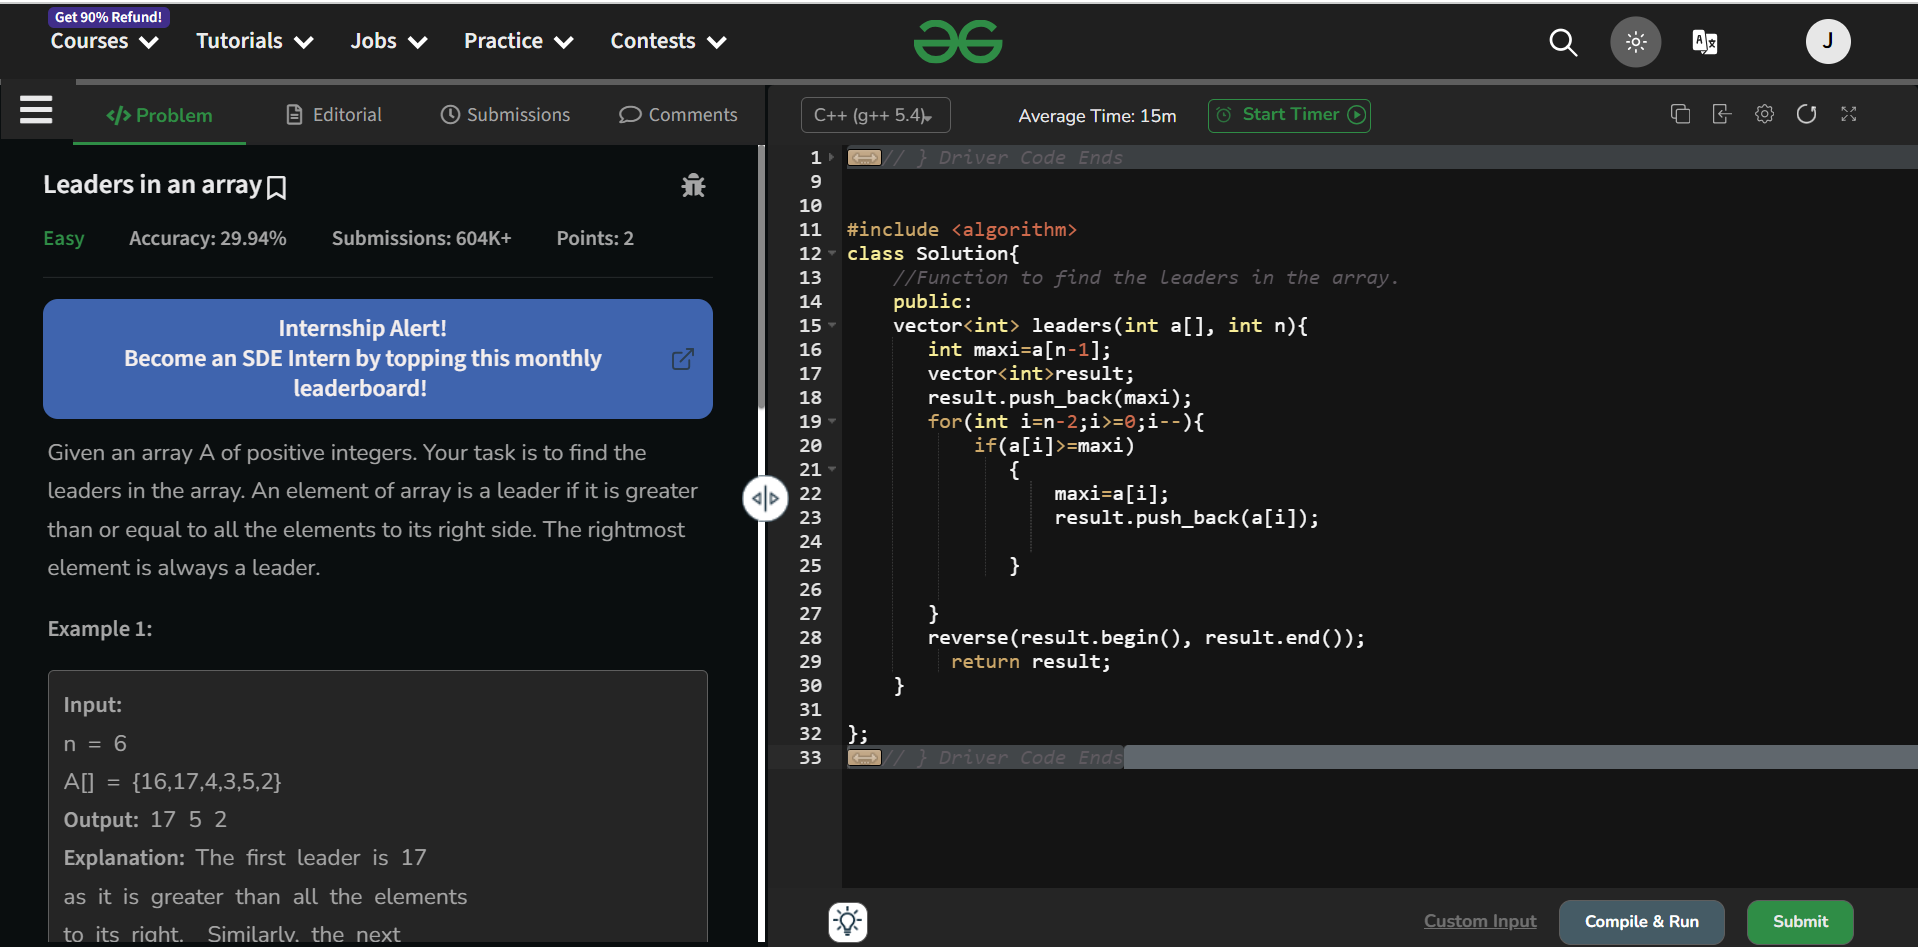 Get 90% Refund!
Courses Tutorials Jobs Practice Contests
J
Problem Editorial Submissions Comments
Leaders in an array
Easy Accuracy: 29.94% Submissions: 604K+ Points: 2
Internship Alert!
Become an SDE Intern by topping this monthly
leaderboard!
Given an array A of positive integers. Your task is to find the
leaders in the array. An element of array is a leader if it is greater
than or equal to all the elements to its right side. The rightmost
element is always a leader.
Example 1:
Input:
n = 6
A[] = {16,17,4,3,5,2}
Output: 17 5 2
Explanation: The first leader is 17
as it is greater than all the elements
to its right. Similarly, the next
C++ (g++ 5.4) Average Time: 15m Start Timer
1 // } Driver Code Ends
9
10
11 #include <algorithm>
12 class Solution{
13 //Function to find the leaders in the array.
14 public:
15 vector<int> leaders(int a[], int n){
16 int maxi=a[n-1];
17 vector<int>result;
18 result.push_back(maxi);
19 for(int i=n-2;i>=0;i--){
20 if(a[i]>=maxi)
21 {
22 maxi=a[i];
23 result.push_back(a[i]);
24
25 }
26
27 }
28 reverse(result.begin(), result.end());
29 return result;
30 }
31
32 };
33 // } Driver Code Ends
Custom Input Compile & Run Submit